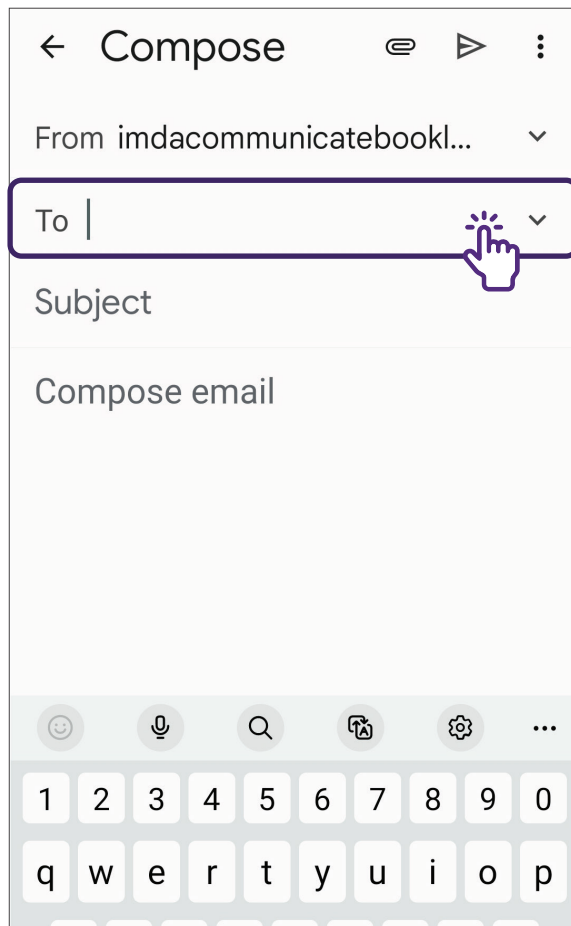 Compose
From imdacommunicatebookl...
To
Subject
Compose email
1 2 3 4 5 6 7 8 9 0
q w e r t y u i o p